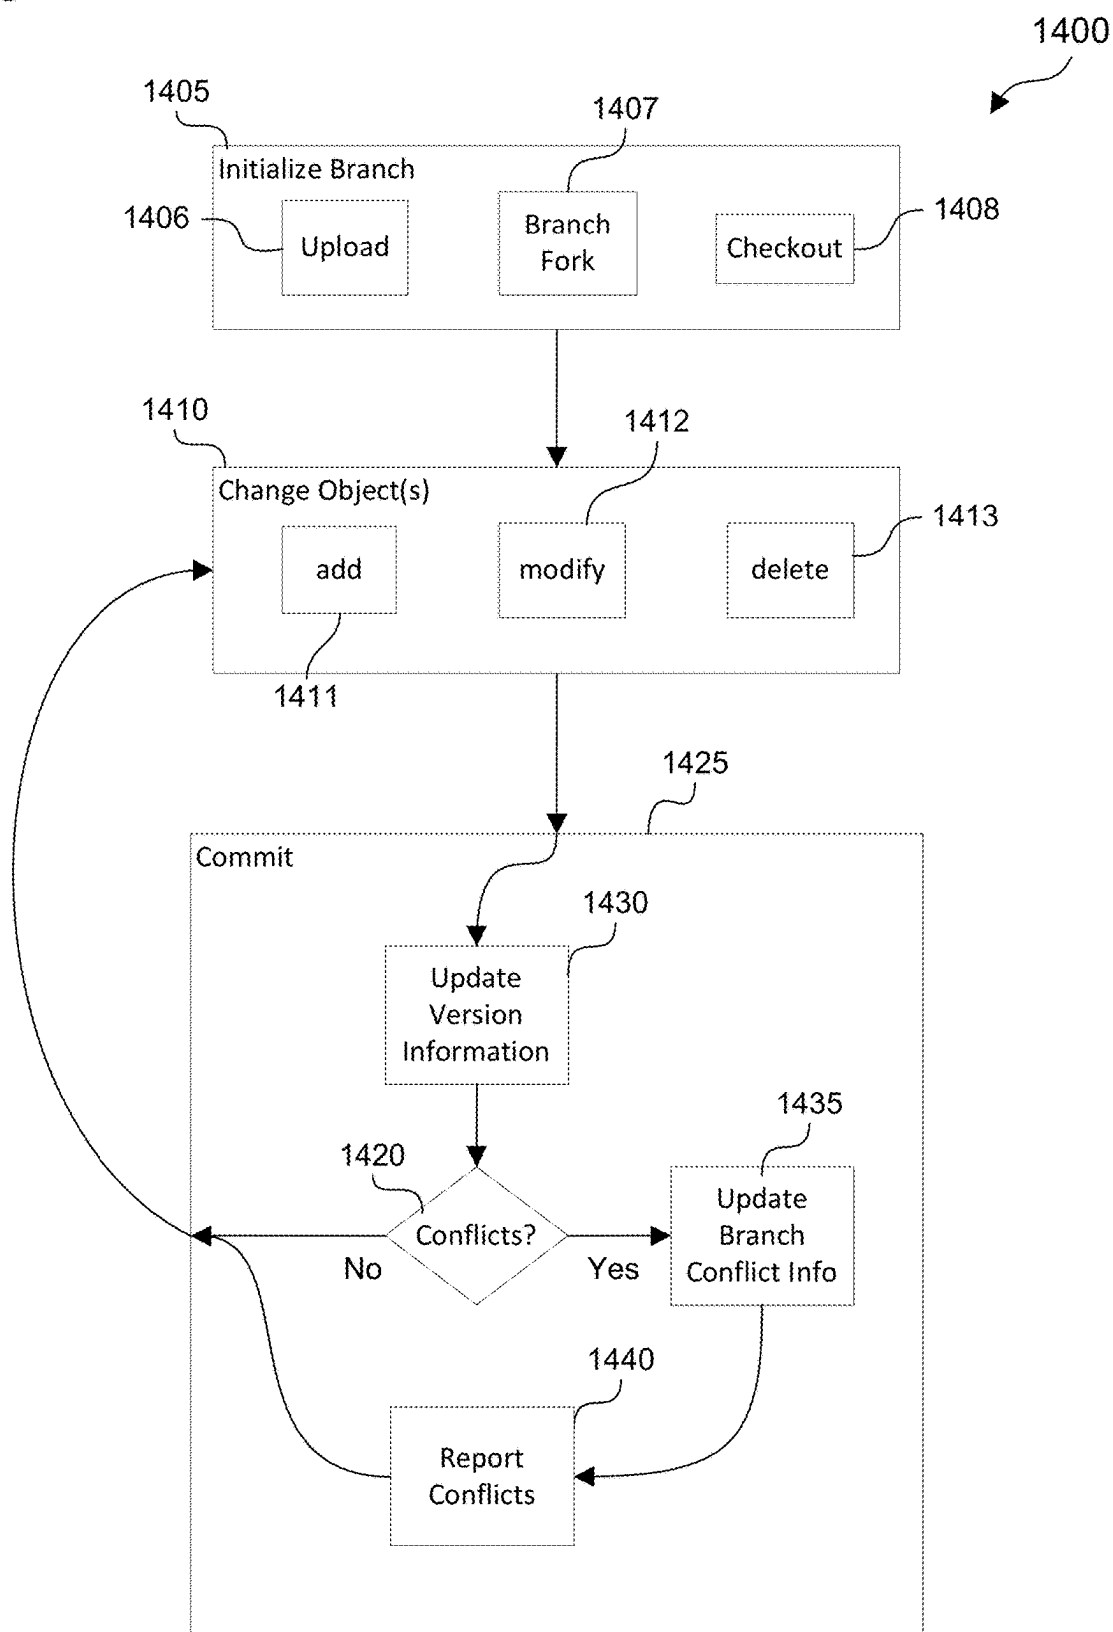 1400
1405
1407
Initialize Branch
1406
Upload
Branch
Fork
Checkout
1408
1410
1412
Change Object(s)
1413
add
modify
delete
1411
1425
Commit
1430
Update
Version
Information
1435
1420
Update
Branch
Conflict Info
Conflicts?
No
Yes
1440
Report
Conflicts